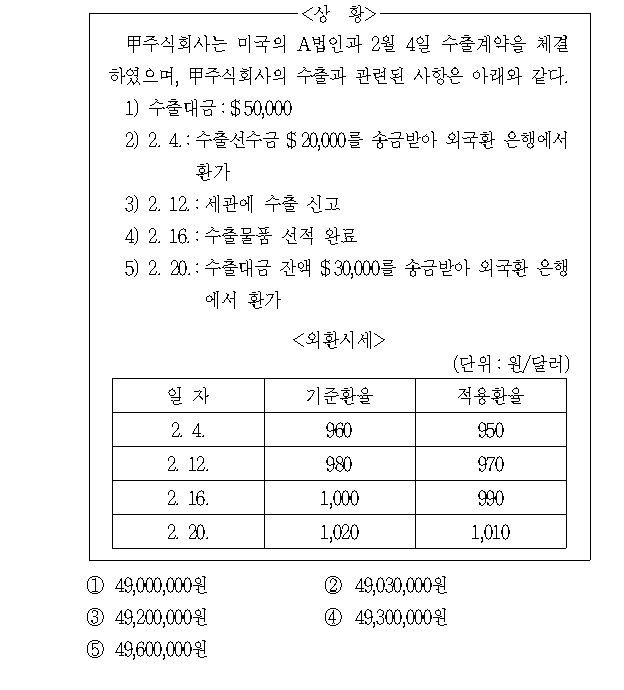 <상 황>
甲주식회사는 미국의 A법인과 2월 4일 수출계약을 체결
하였으며, 甲주식회사의 수출과 관련된 사항은 아래와 같다.
1) 수출대금 : $50,000
2) 2. 4. : 수출선수금 $20,000를 송금받아 외국환 은행에서
환가
3) 2. 12. : 세관에 수출 신고
4) 2. 16. : 수출물품 선적 완료
5) 2. 20. : 수출대금 잔액 $30,000를 송금받아 외국환 은행
에서 환가
<외환시세>
(단위 : 원/달러)
일 자 기준환율 적용환율
2. 4. 960 950
2. 12. 980 970
2. 16. 1,000 990
2. 20. 1,020 1,010
① 49,000,000원 ② 49,030,000원
③ 49,200,000원 ④ 49,300,000원
⑤ 49,600,000원